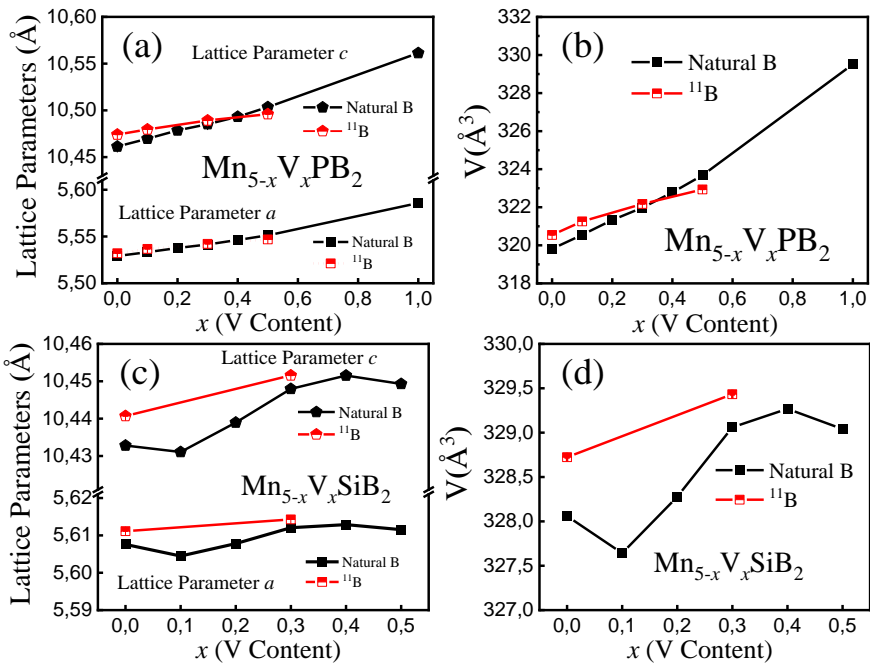 (a)
Lattice Parameter c
Natural B
¹¹B
Mn₅₋ₓVₓPB₂
Lattice Parameter a
Natural B
¹¹B
Lattice Parameters (Å)
10,60
10,55
10,50
10,45
5,60
5,55
5,50
0,0 0,2 0,4 0,6 0,8 1,0
x (V Content)
(b)
Natural B
¹¹B
Mn₅₋ₓVₓPB₂
V(Å³)
330
328
326
323
322
320
318
0,0 0,2 0,4 0,6 0,8 1,0
x (V Content)
(c)
Lattice Parameter c
Natural B
¹¹B
Mn₅₋ₓVₓSiB₂
Natural B
¹¹B
Lattice Parameter a
Lattice Parameters (Å)
10,46
10,45
10,44
10,43
5,62
5,61
5,60
5,59
0,0 0,1 0,2 0,3 0,4 0,5
x (V Content)
(d)
Natural B
¹¹B
Mn₅₋ₓVₓSiB₂
V(Å³)
330,0
329,5
329,0
328,5
328,0
327,5
327,0
0,0 0,1 0,2 0,3 0,4 0,5
x (V Content)